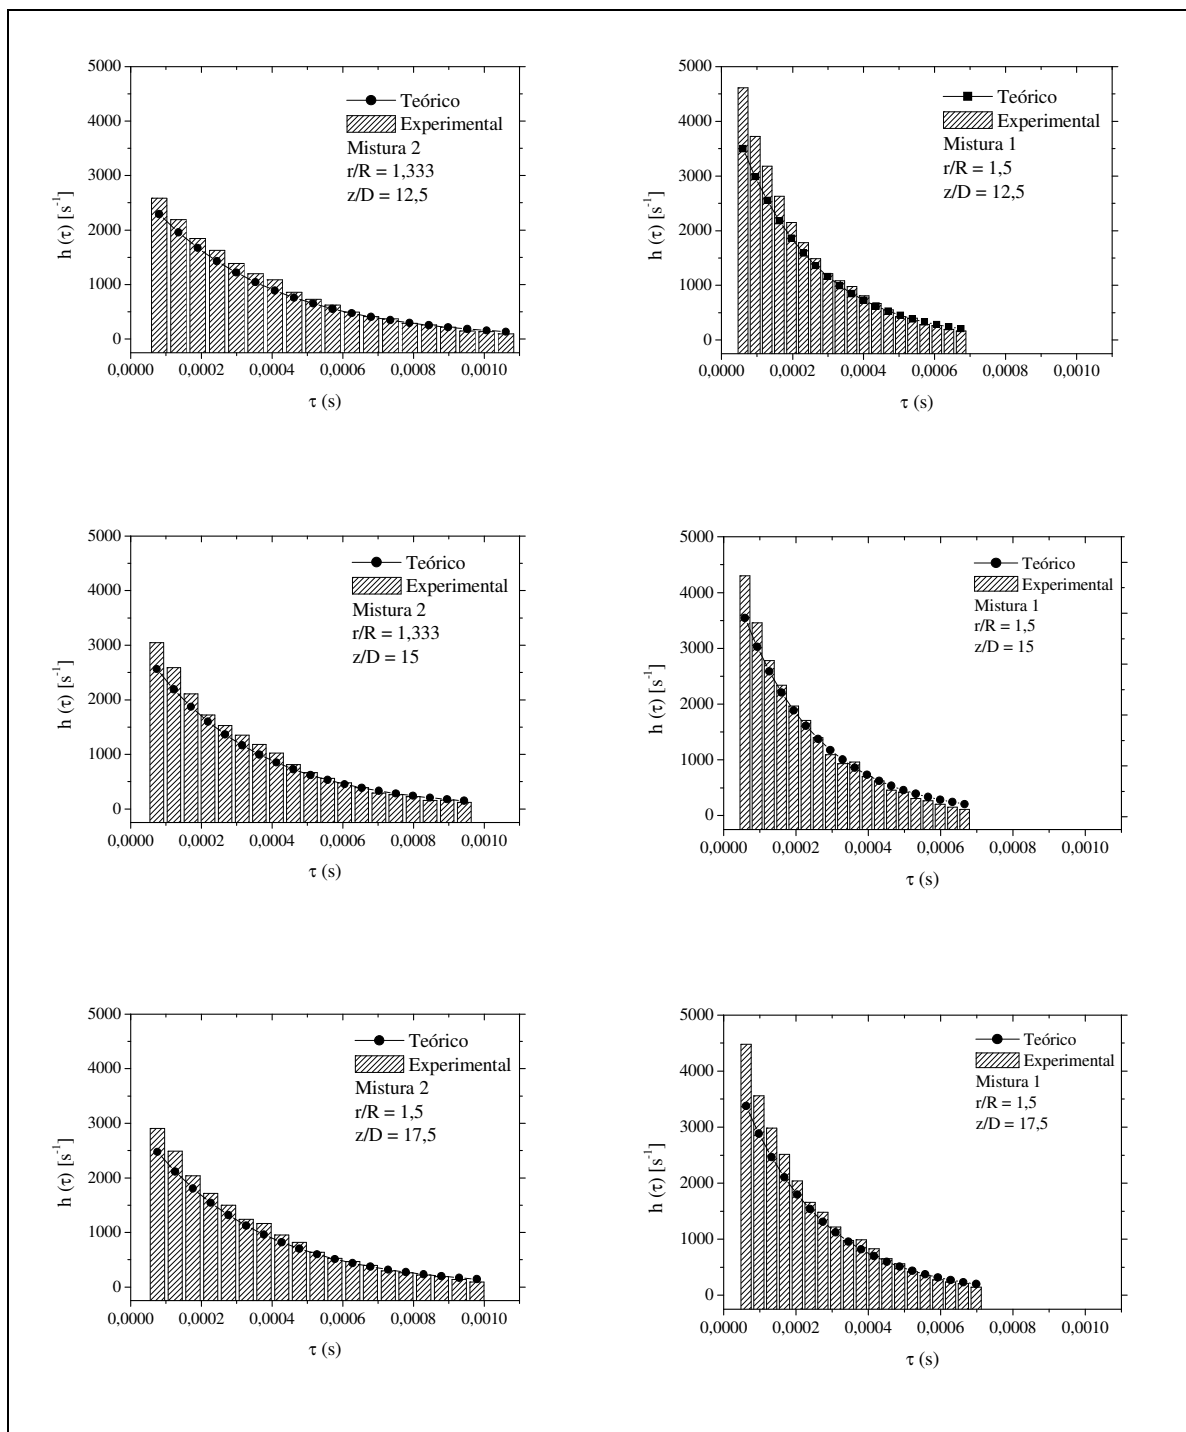 5000
4000
3000
2000
1000
0
h (τ) [s⁻¹]
Teórico
Experimental
Mistura 2
r/R = 1,333
z/D = 12,5
0,0000 0,0002 0,0004 0,0006 0,0008 0,0010
τ (s)
5000
4000
3000
2000
1000
0
h (τ) [s⁻¹]
Teórico
Experimental
Mistura 1
r/R = 1,5
z/D = 12,5
0,0000 0,0002 0,0004 0,0006 0,0008 0,0010
τ (s)
5000
4000
3000
2000
1000
0
h (τ) [s⁻¹]
Teórico
Experimental
Mistura 2
r/R = 1,333
z/D = 15
0,0000 0,0002 0,0004 0,0006 0,0008 0,0010
τ (s)
5000
4000
3000
2000
1000
0
h (τ) [s⁻¹]
Teórico
Experimental
Mistura 1
r/R = 1,5
z/D = 15
0,0000 0,0002 0,0004 0,0006 0,0008 0,0010
τ (s)
5000
4000
3000
2000
1000
0
h (τ) [s⁻¹]
Teórico
Experimental
Mistura 2
r/R = 1,5
z/D = 17,5
0,0000 0,0002 0,0004 0,0006 0,0008 0,0010
τ (s)
5000
4000
3000
2000
1000
0
h (τ) [s⁻¹]
Teórico
Experimental
Mistura 1
r/R = 1,5
z/D = 17,5
0,0000 0,0002 0,0004 0,0006 0,0008 0,0010
τ (s)